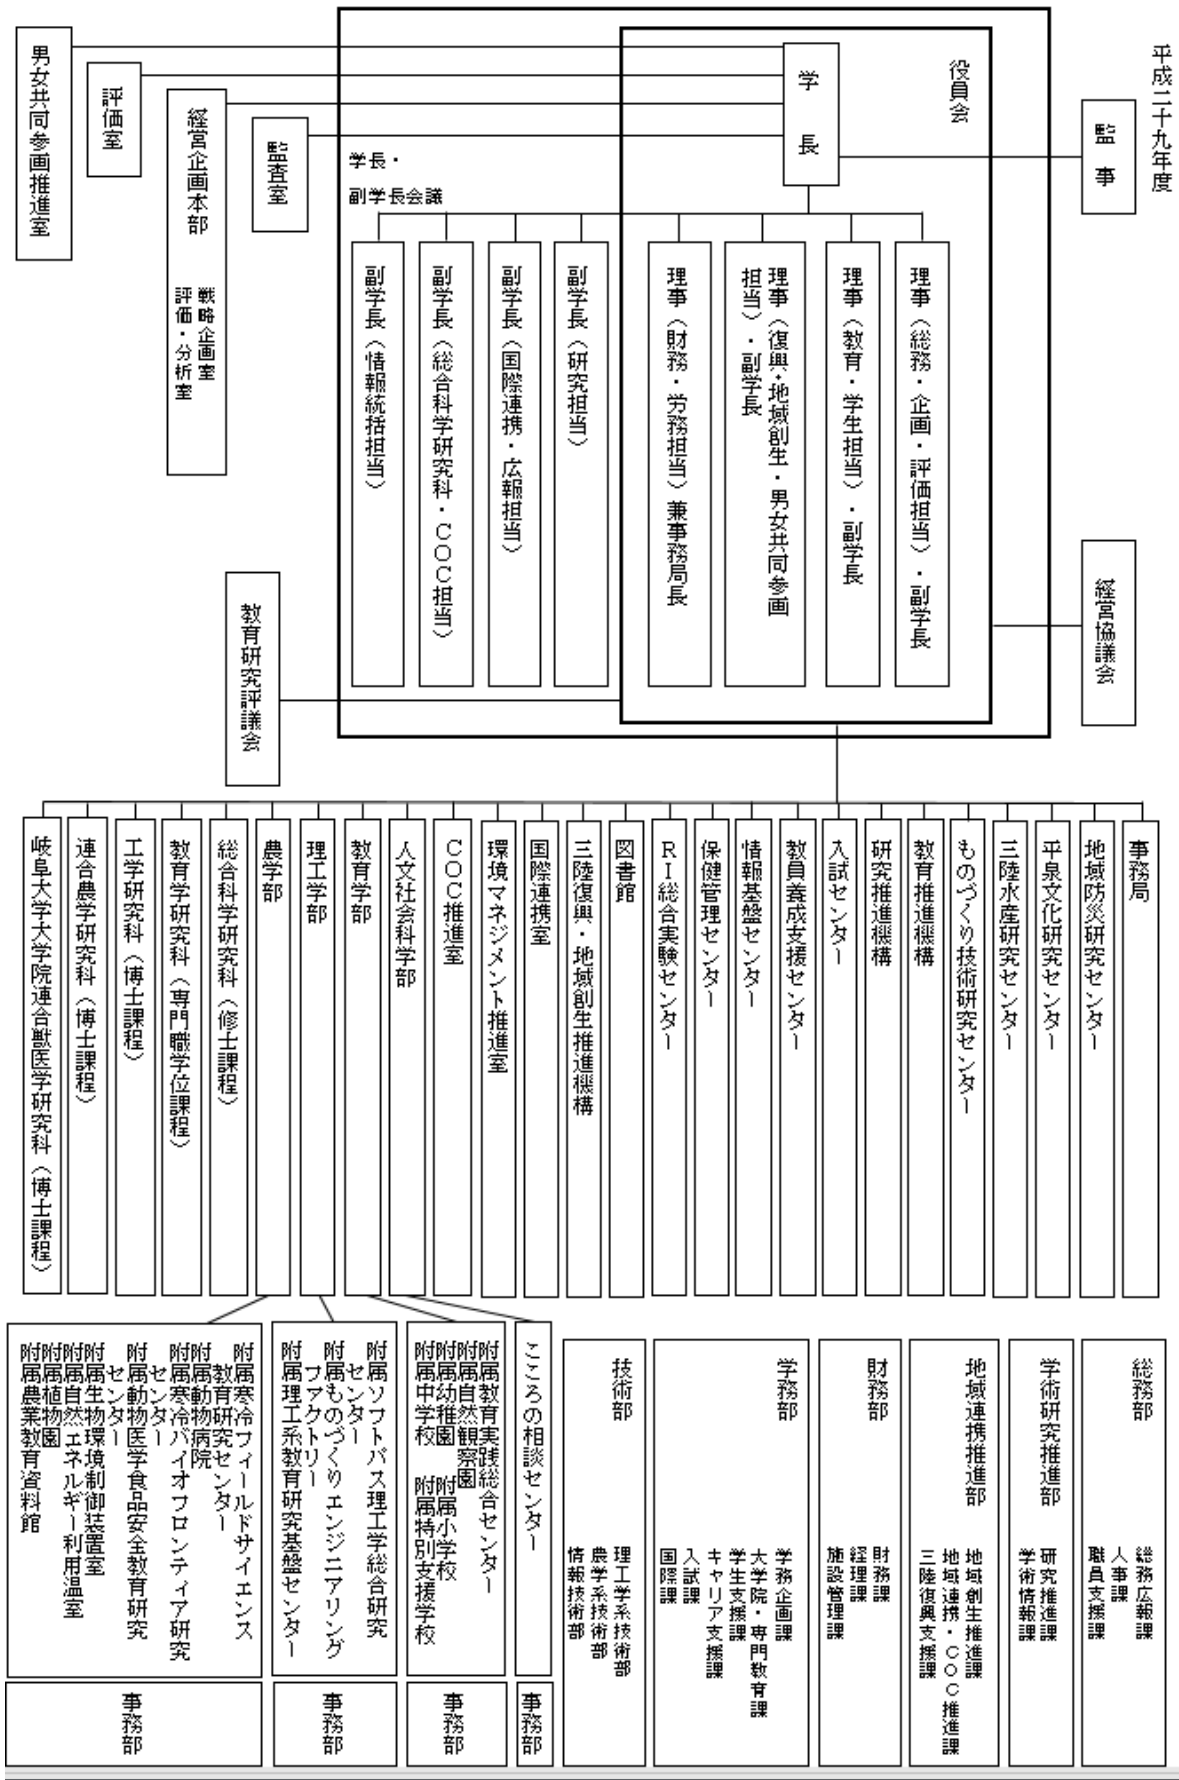 平成二十九年度
監事
役員会
学長
学長・
副学長会議
監査室
経営企画本部
戦略企画室
評価・分析室
評価室
男女共同参画推進室
理事（総務・企画・評価担当）・副学長
理事（教育・学生担当）・副学長
理事（復興・地域創生・男女共同参画
担当）・副学長
理事（財務・労務担当）兼事務局長
副学長（研究担当）
副学長（国際連携・広報担当）
副学長（総合科学研究科・ＣＯＣ担当）
副学長（情報統括担当）
経営協議会
教育研究評議会
事務局
地域防災研究センター
平泉文化研究センター
三陸水産研究センター
ものづくり技術研究センター
教育推進機構
研究推進機構
入試センター
教員養成支援センター
情報基盤センター
保健管理センター
ＲＩ総合実験センター
図書館
三陸復興・地域創生推進機構
国際連携室
環境マネジメント推進室
ＣＯＣ推進室
人文社会科学部
教育学部
理工学部
農学部
総合科学研究科（修士課程）
教育学研究科（専門職学位課程）
工学研究科（博士課程）
連合農学研究科（博士課程）
岐阜大学大学院連合獣医学研究科（博士課程）
総務部
総務広報課
人事課
職員支援課
学術研究推進部
研究推進課
学術情報課
地域連携推進部
地域創生推進課
地域連携・ＣＯＣ推進課
三陸復興支援課
財務部
財務課
経理課
施設管理課
学務部
学務企画課
大学院・専門教育課
学生支援課
キャリア支援課
入試課
国際課
技術部
理工学系技術部
農学系技術部
情報技術部
こころの相談センター
事務部
附属教育実践総合センター
附属自然観察園
附属幼稚園　附属小学校
附属中学校　附属特別支援学校
事務部
附属ソフトパス理工学総合研究
センター
附属ものづくりエンジニアリング
ファクトリー
附属理工系教育研究基盤センター
事務部
附属寒冷フィールドサイエンス
教育研究センター
附属動物病院
附属寒冷バイオフロンティア研究
センター
附属動物医学食品安全教育研究
センター
附属生物環境制御装置室
附属自然エネルギー利用温室
附属植物園
附属農業教育資料館
事務部